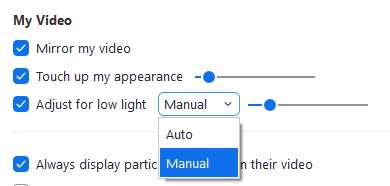 My Video
Mirror my video
Touch up my appearance
Adjust for low light Manual
Auto
Manual
Always display partic n their video